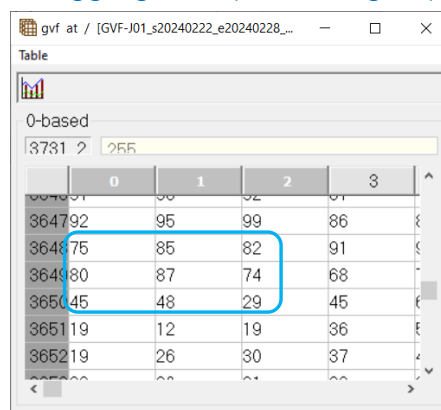 gvf at / [GVF-J01_s20240222_e20240228_...
Table
0-based
3731, 2 255
0 1 2 3
3647 92 95 99 86
3648 75 85 82 91
3649 80 87 74 68
3650 45 48 29 45
3651 19 12 19 36
3652 19 26 30 37